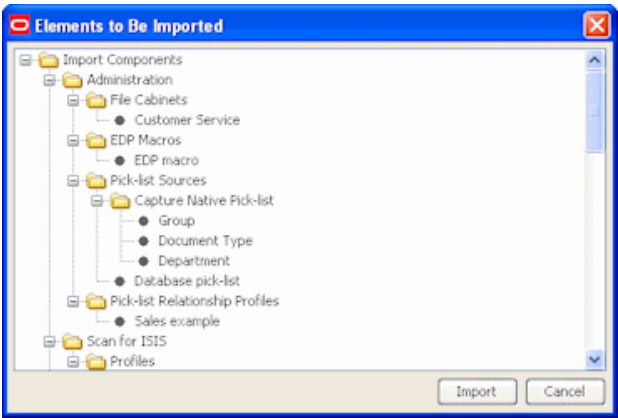 Elements to Be Imported
Import Components
Administration
File Cabinets
Customer Service
EDP Macros
EDP macro
Pick-list Sources
Capture Native Pick-list
Group
Document Type
Department
Database pick-list
Pick-list Relationship Profiles
Sales example
Scan for ISIS
Profiles
Import
Cancel